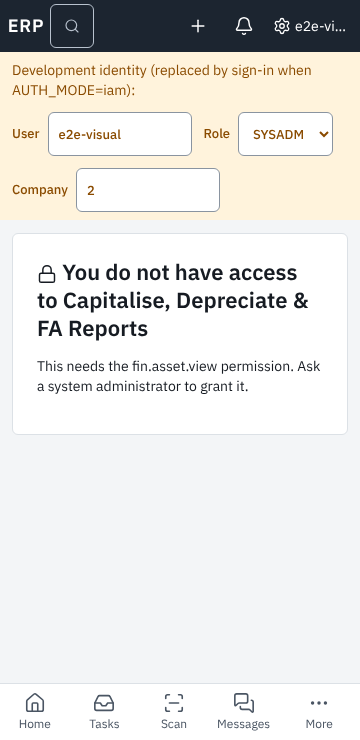 ERP
e2e-vi...
Development identity (replaced by sign-in when
AUTH_MODE=iam):
User e2e-visual Role SYSADM
Company 2
You do not have access
to Capitalise, Depreciate &
FA Reports
This needs the fin.asset.view permission. Ask
a system administrator to grant it.
Home Tasks Scan Messages More